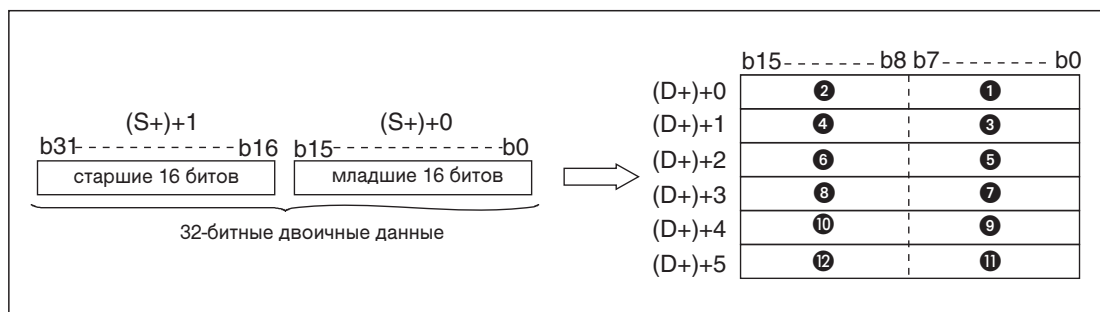 (S+)+1 (S+)+0
b31 b16 b15 b0
старшие 16 битов младшие 16 битов
32-битные двоичные данные
b15 b8 b7 b0
(D+)+0 ❷ ❶
(D+)+1 ❹ ❸
(D+)+2 ❻ ❺
(D+)+3 ❽ ❼
(D+)+4 ❿ ❾
(D+)+5 ⓬ ⓫